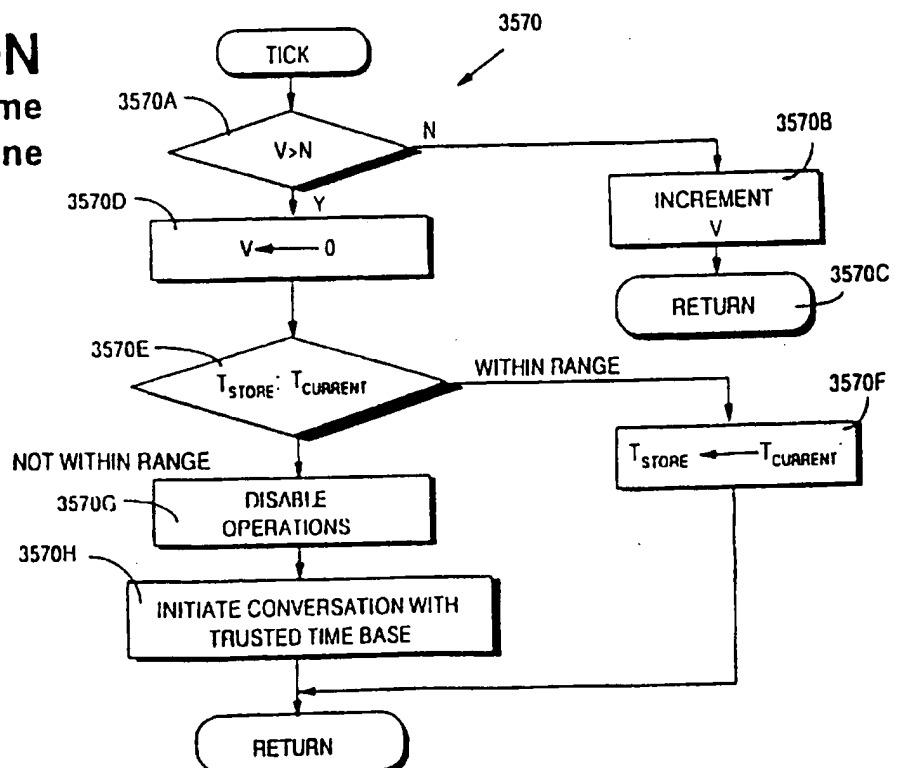 N
me
ne
3570
TICK
3570A
V>N
N
3570B
INCREMENT
V
3570D
Y
V ← 0
RETURN
3570C
3570E
TSTORE: TCURRENT
WITHIN RANGE
3570F
TSTORE ← TCURRENT
NOT WITHIN RANGE
3570G
DISABLE
OPERATIONS
3570H
INITIATE CONVERSATION WITH
TRUSTED TIME BASE
RETURN